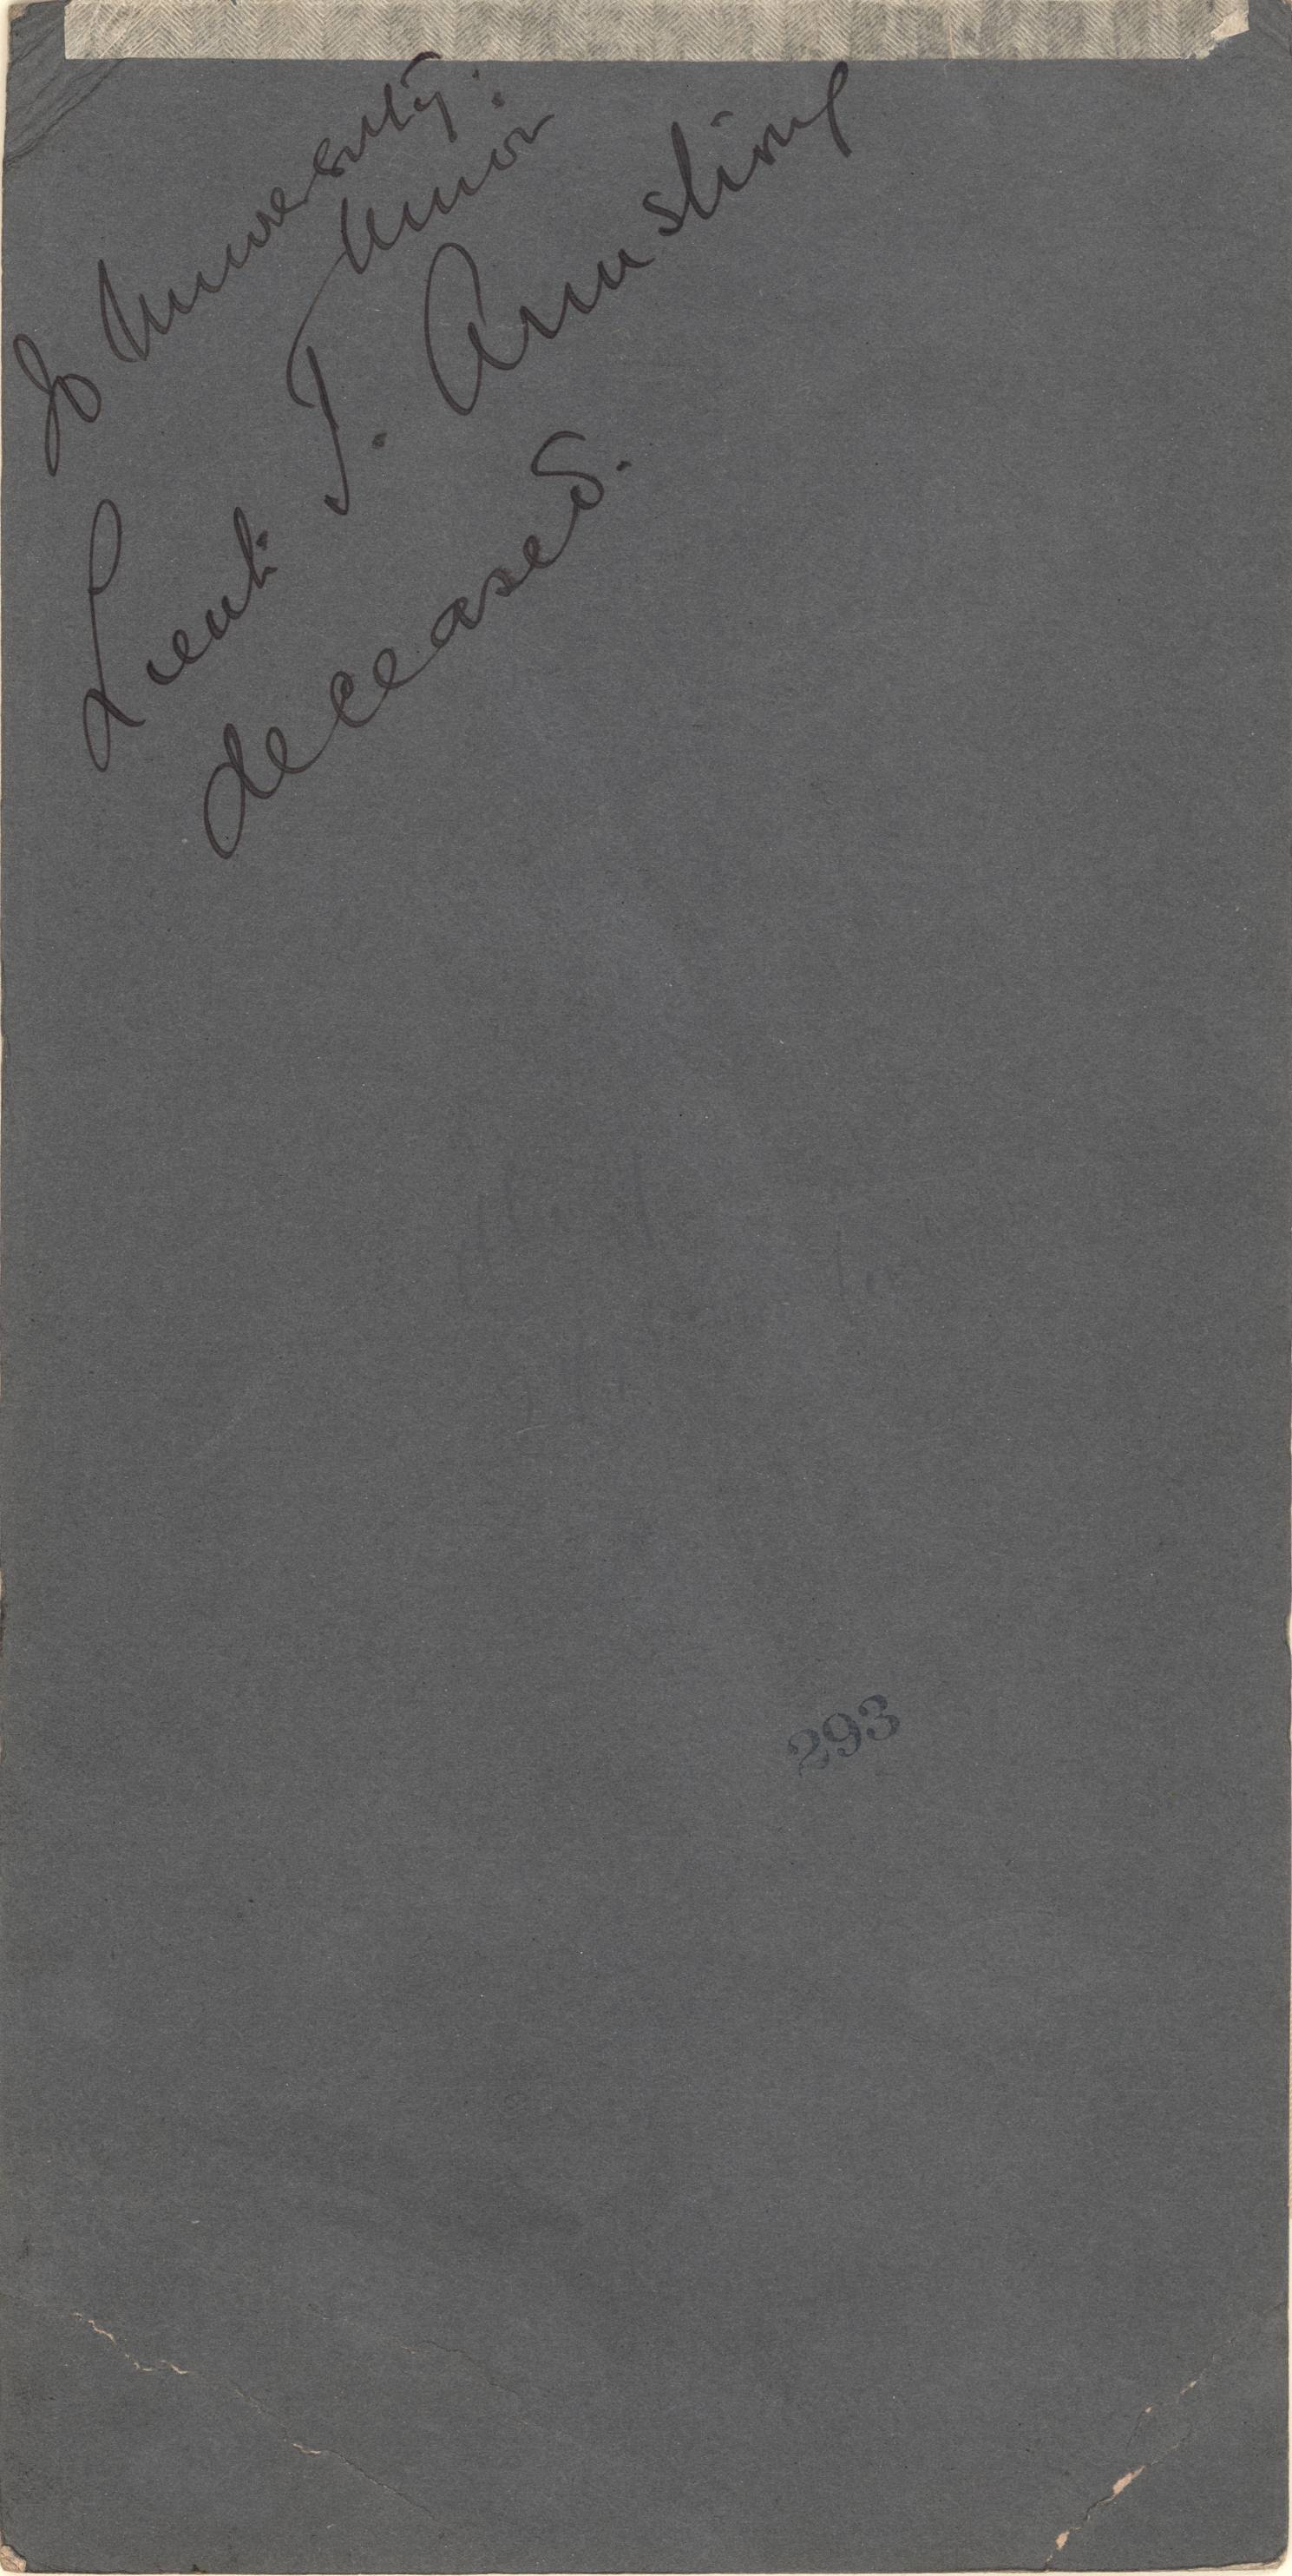 To University.
Union
Lieut. T. Armstrong
deceased.
293